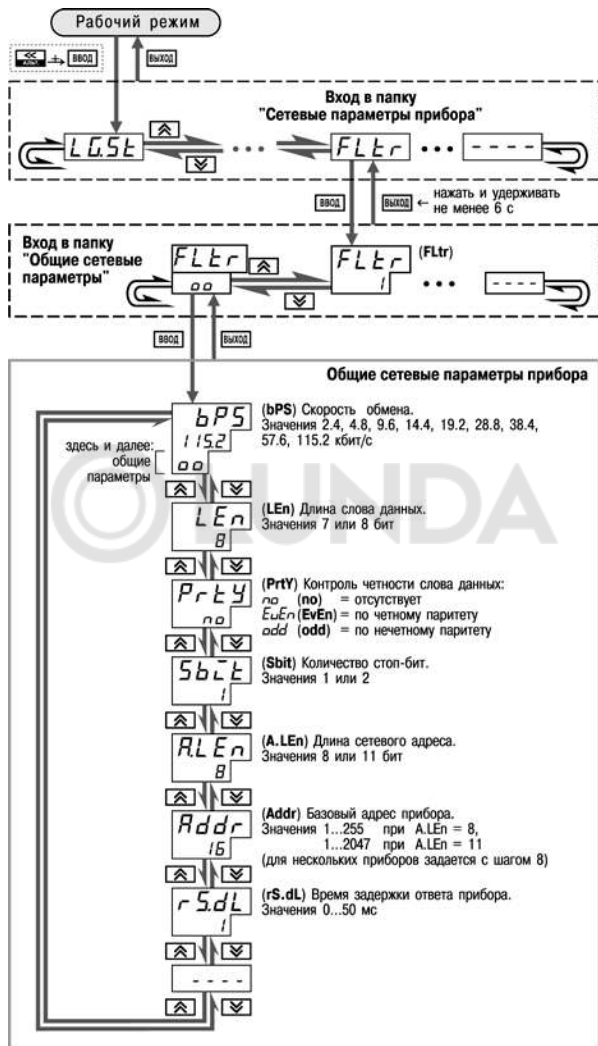 Рабочий режим
<<
АЛЬТ. + ВВОД ВЫХОД
Вход в папку
"Сетевые параметры прибора"
LG.St ••• FLtr ••• - - - -
ВВОД ВЫХОД ← нажать и удерживать
не менее 6 с
Вход в папку
"Общие сетевые
параметры"
FLtr
oo
FLtr (FLtr)
1 ••• - - - -
ВВОД ВЫХОД
Общие сетевые параметры прибора
bPS
115.2
oo
здесь и далее:
общие
параметры
(bPS) Скорость обмена.
Значения 2.4, 4.8, 9.6, 14.4, 19.2, 28.8, 38.4,
57.6, 115.2 кбит/с
LUNDA
LEn
8
(LEn) Длина слова данных.
Значения 7 или 8 бит
PrtY
no
(PrtY) Контроль четности слова данных:
no (no) = отсутствует
EvEn (EvEn) = по четному паритету
odd (odd) = по нечетному паритету
Sbit
1
(Sbit) Количество стоп-бит.
Значения 1 или 2
A.LEn
8
(A.LEn) Длина сетевого адреса.
Значения 8 или 11 бит
Addr
16
(Addr) Базовый адрес прибора.
Значения 1...255 при A.LEn = 8,
1...2047 при A.LEn = 11
(для нескольких приборов задается с шагом 8)
rS.dL
1
(rS.dL) Время задержки ответа прибора.
Значения 0...50 мс
- - - -